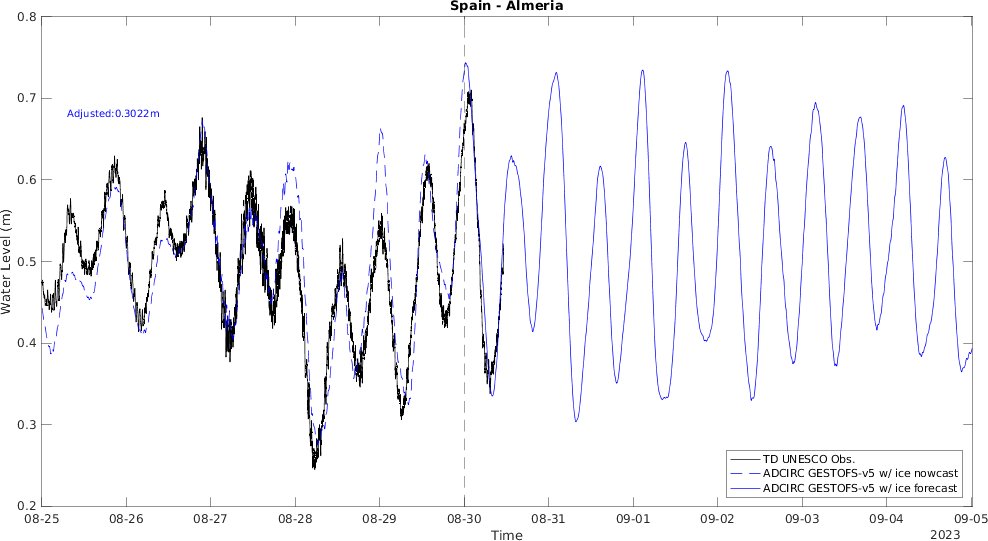 Spain - Almeria
0.8
0.7
Adjusted:0.3022m
0.6
Water Level (m)
0.5
0.4
0.3
0.2
TD UNESCO Obs.
ADCIRC GESTOFS-v5 w/ ice nowcast
ADCIRC GESTOFS-v5 w/ ice forecast
08-25 08-26 08-27 08-28 08-29 08-30 08-31 09-01 09-02 09-03 09-04 09-05
Time
2023